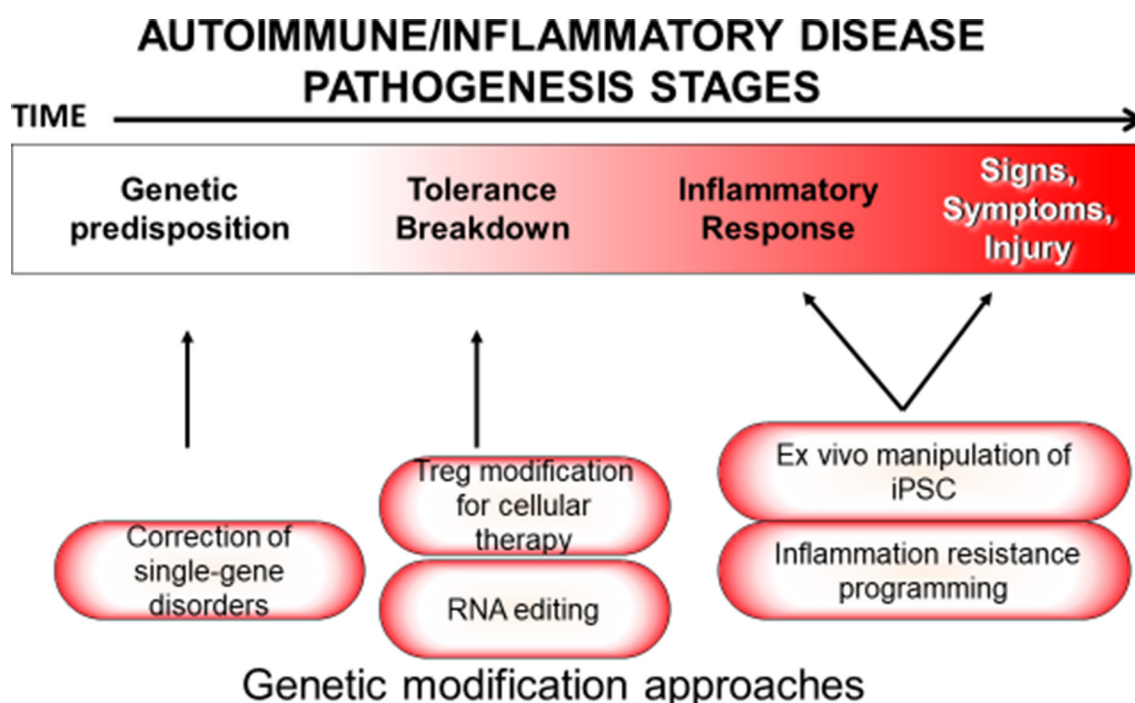 AUTOIMMUNE/INFLAMMATORY DISEASE
PATHOGENESIS STAGES
TIME
Genetic
predisposition
Tolerance
Breakdown
Inflammatory
Response
Signs,
Symptoms,
Injury
Correction of
single-gene
disorders
Treg modification
for cellular
therapy
RNA editing
Ex vivo manipulation of
iPSC
Inflammation resistance
programming
Genetic modification approaches